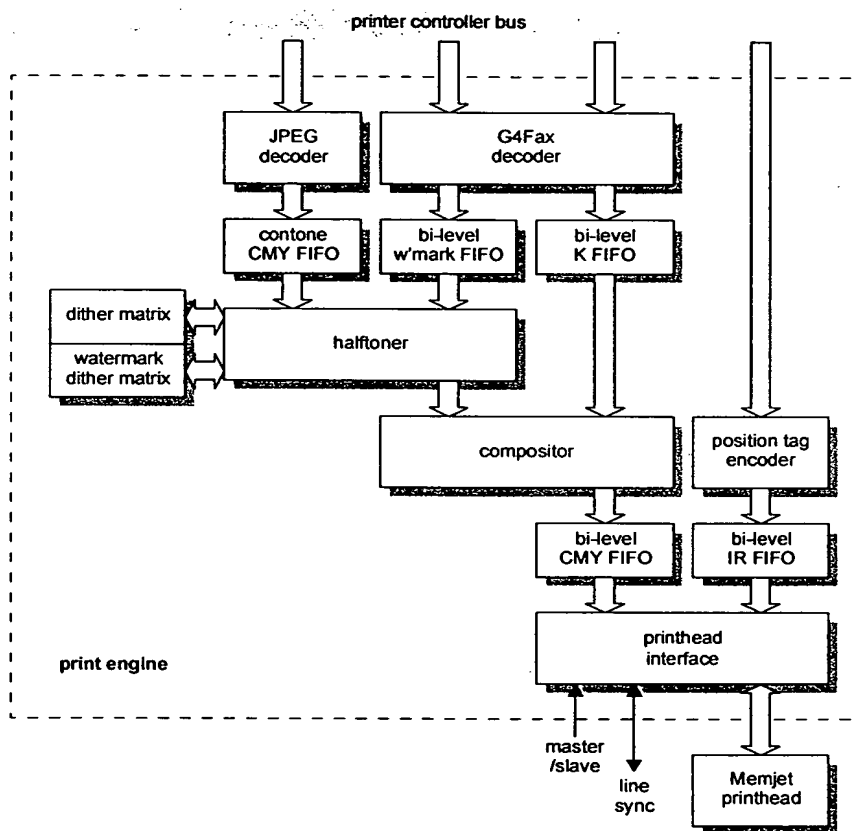 printer controller bus
JPEG
decoder
G4Fax
decoder
contone
CMY FIFO
bi-level
w'mark FIFO
bi-level
K FIFO
dither matrix
watermark
dither matrix
halftoner
compositor
position tag
encoder
bi-level
CMY FIFO
bi-level
IR FIFO
print engine
printhead
interface
master
/slave
line
sync
Memjet
printhead